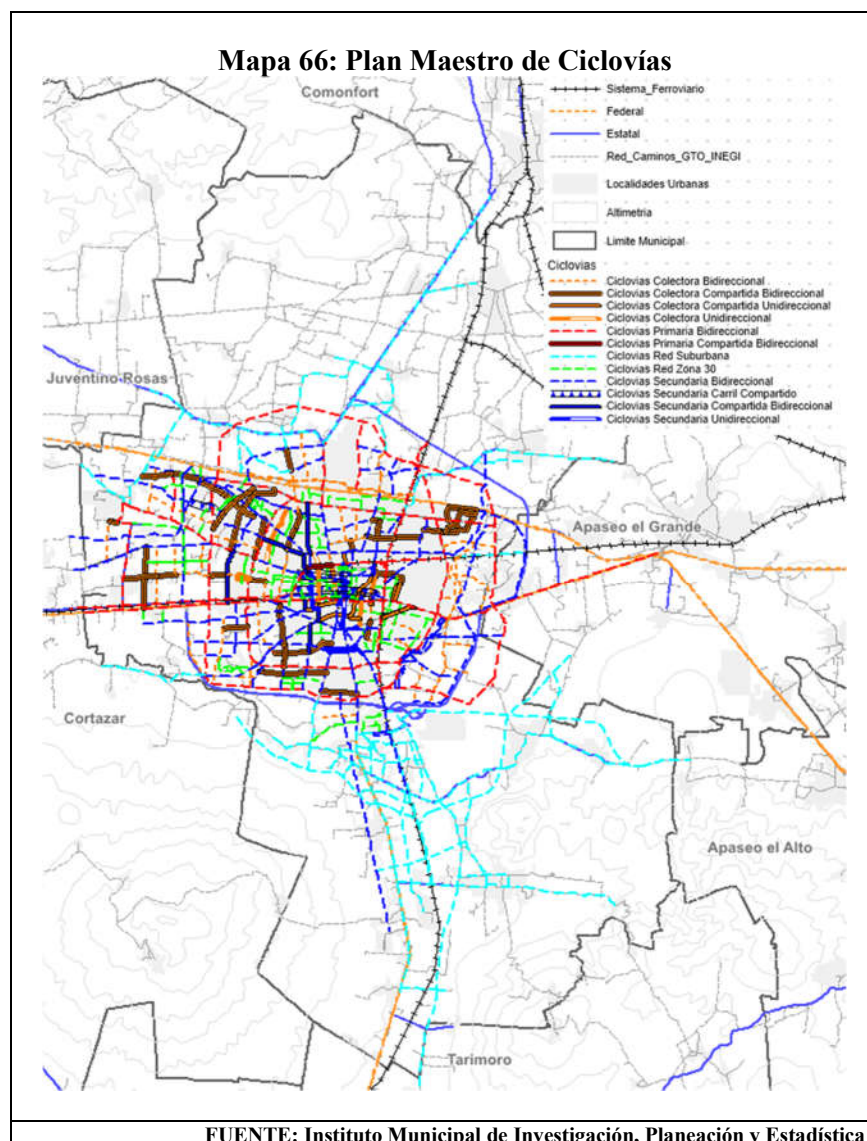 Mapa 66: Plan Maestro de Ciclovías
Comonfort
Sistema_Ferroviario
Federal
Estatal
Red_Caminos_GTO_INEGI
Localidades Urbanas
Altimetria
Limite Municipal
Ciclovias
Ciclovias Colectora Bidireccional
Ciclovias Colectora Compartida Bidireccional
Ciclovias Colectora Compartida Unidireccional
Ciclovias Colectora Unidireccional
Ciclovias Primaria Bidireccional
Ciclovias Primaria Compartida Bidireccional
Ciclovias Red Suburbana
Ciclovias Red Zona 30
Ciclovias Secundaria Bidireccional
Ciclovias Secundaria Carril Compartido
Ciclovias Secundaria Compartida Bidireccional
Ciclovias Secundaria Unidireccional
Juventino Rosas
Apaseo el Grande
Cortazar
Apaseo el Alto
Tarimoro
FUENTE: Instituto Municipal de Investigación, Planeación y Estadística